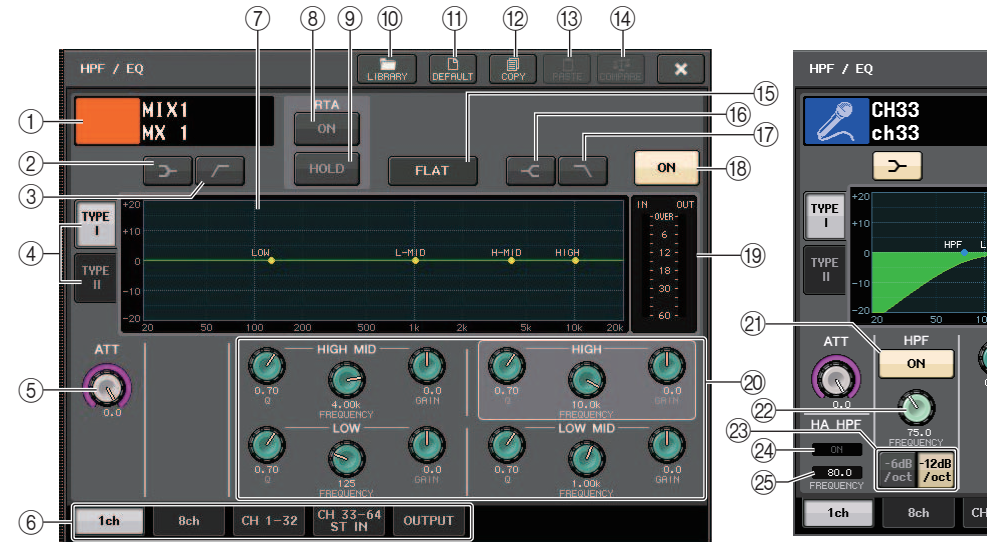 ⑦ ⑧ ⑨ ⑩ ⑪ ⑫ ⑬ ⑭
HPF / EQ
LIBRARY
DEFAULT
COPY
PASTE
COMPARE
×
①
MIX1
MX 1
RTA
ON
HOLD
FLAT
ON
② ③ ⑮ ⑯ ⑰ ⑱
④
TYPE
I
TYPE
II
+20
+10
0
-10
-20
LOW L-MID H-MID HIGH
20 50 100 200 500 1k 2k 5k 10k 20k
IN OUT
-OVER-
6
12
18
30
60
⑲
⑤
ATT
0.0
HIGH MID
0.70
Q
4.00k
FREQUENCY
0.0
GAIN
HIGH
0.70
Q
10.0k
FREQUENCY
0.0
GAIN
LOW
0.70
Q
125
FREQUENCY
0.0
GAIN
LOW MID
0.70
Q
1.00k
FREQUENCY
0.0
GAIN
⑳
⑥
1ch
8ch
CH 1-32
CH 33-64
ST IN
OUTPUT
HPF / EQ
CH33
ch33
TYPE
I
TYPE
II
+20
+10
0
-10
-20
HPF L
20 50 10
㉑
ATT
0.0
HPF
ON
㉒
75.0
FREQUENCY
㉓
-6dB
/oct
-12dB
/oct
HA HPF
㉔
ON
㉕
80.0
FREQUENCY
1ch
8ch
CH